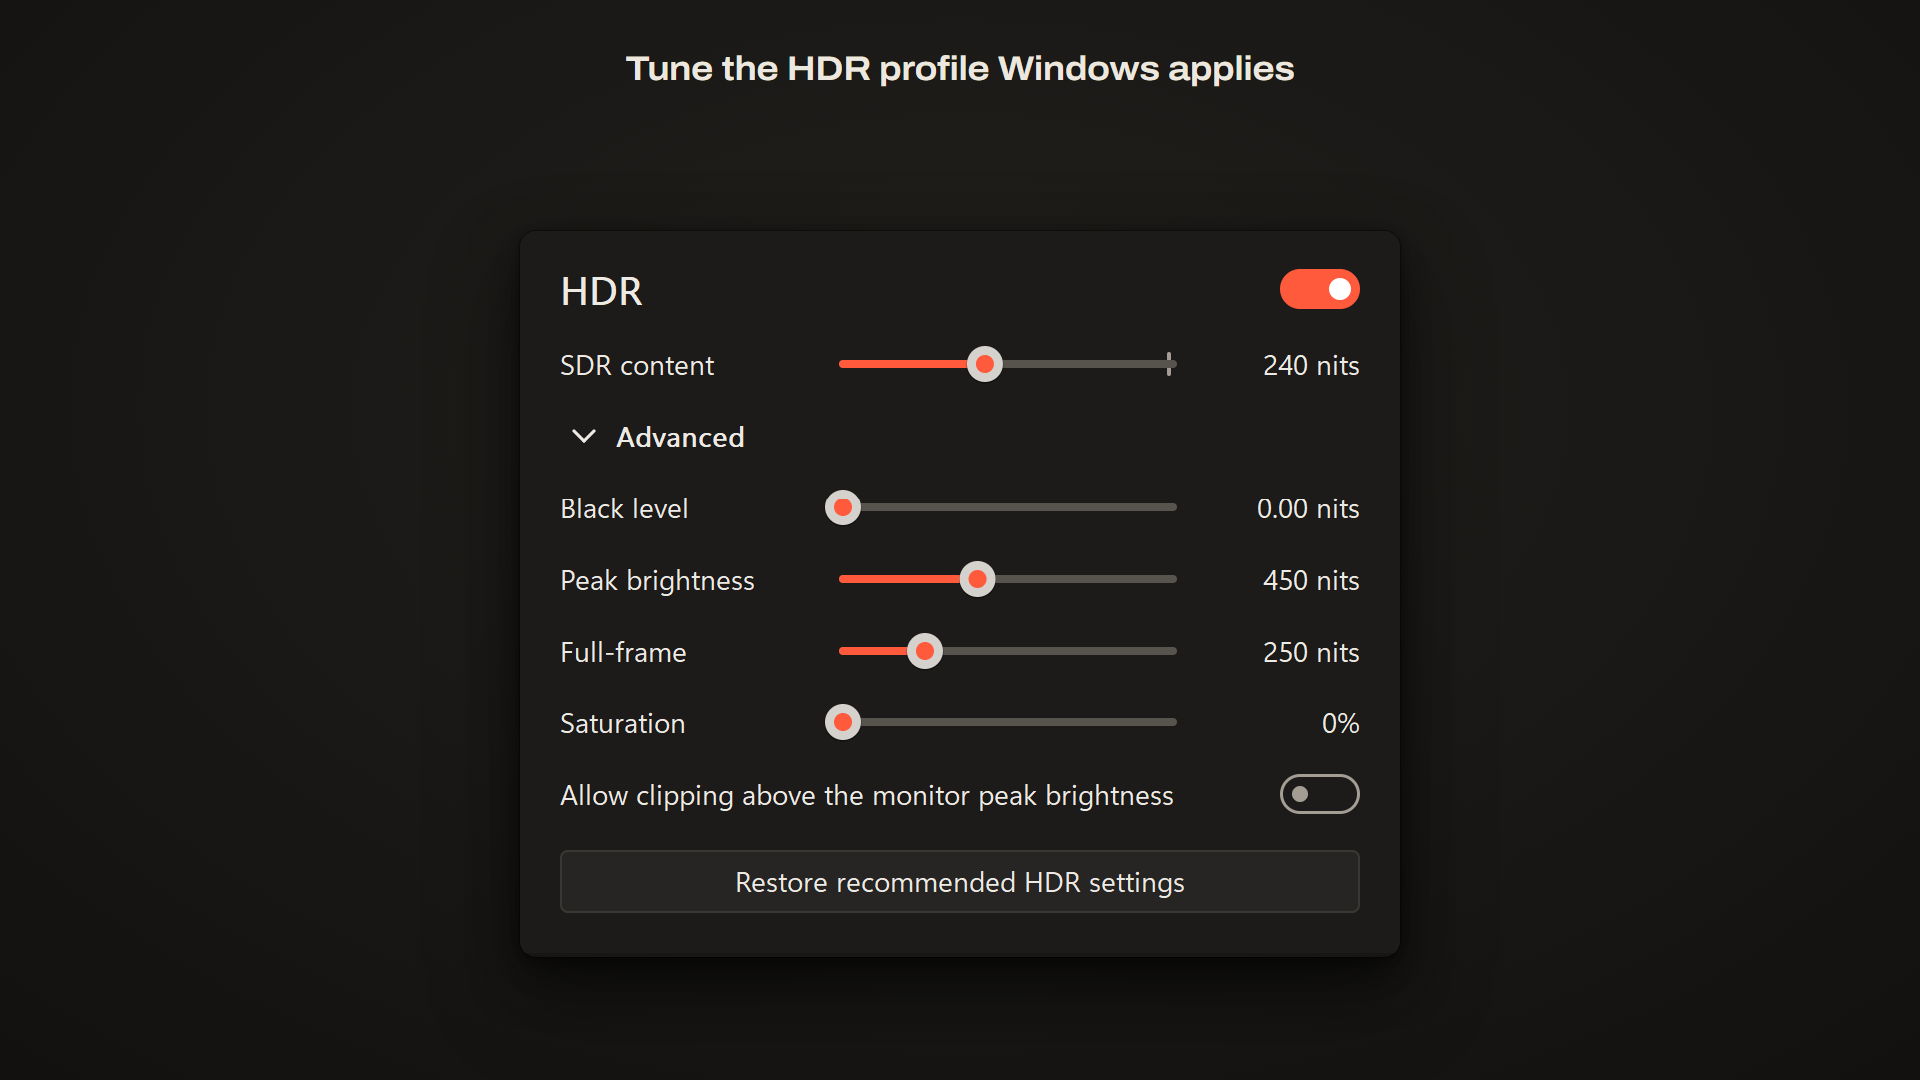 Tune the HDR profile Windows applies
HDR
SDR content 240 nits
Advanced
Black level 0.00 nits
Peak brightness 450 nits
Full-frame 250 nits
Saturation 0%
Allow clipping above the monitor peak brightness
Restore recommended HDR settings